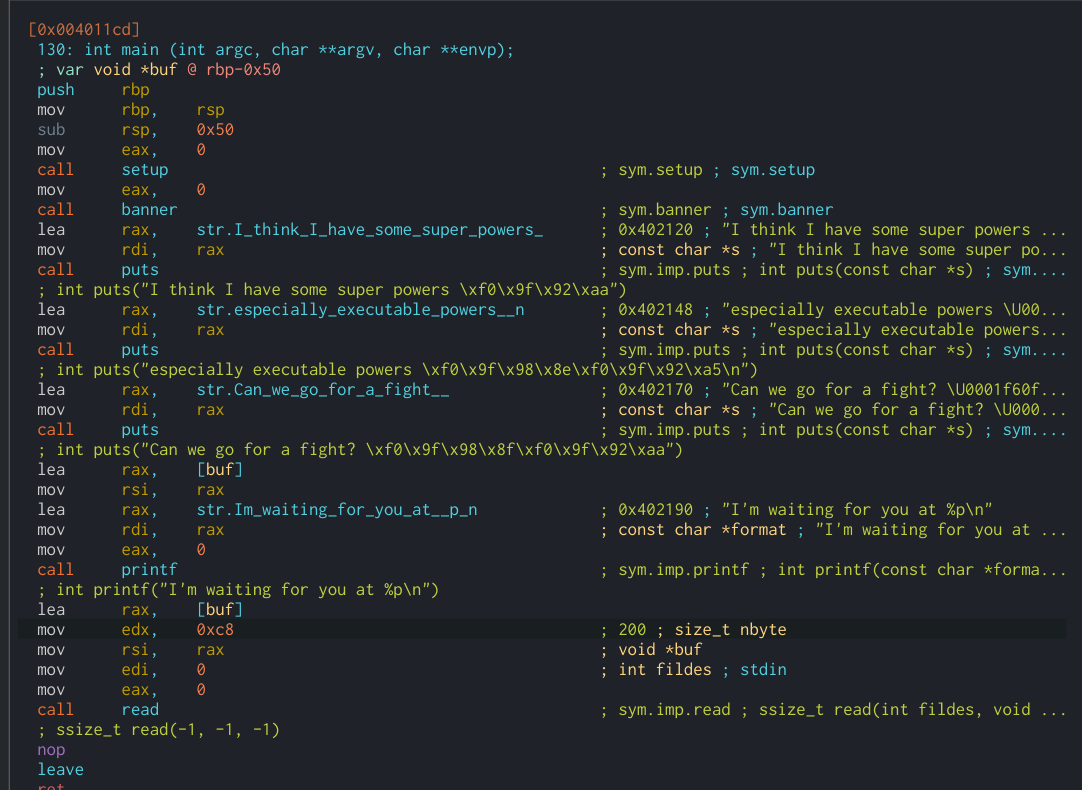 [0x004011cd]
130: int main (int argc, char **argv, char **envp);
; var void *buf @ rbp-0x50
push rbp
mov rbp, rsp
sub rsp, 0x50
mov eax, 0
call setup ; sym.setup ; sym.setup
mov eax, 0
call banner ; sym.banner ; sym.banner
lea rax, str.I_think_I_have_some_super_powers_ ; 0x402120 ; "I think I have some super powers ...
mov rdi, rax ; const char *s ; "I think I have some super po...
call puts ; sym.imp.puts ; int puts(const char *s) ; sym....
; int puts("I think I have some super powers \xf0\x9f\x92\xaa")
lea rax, str.especially_executable_powers__n ; 0x402148 ; "especially executable powers \U00...
mov rdi, rax ; const char *s ; "especially executable powers...
call puts ; sym.imp.puts ; int puts(const char *s) ; sym....
; int puts("especially executable powers \xf0\x9f\x98\x8e\xf0\x9f\x92\xa5\n")
lea rax, str.Can_we_go_for_a_fight__ ; 0x402170 ; "Can we go for a fight? \U0001f60f...
mov rdi, rax ; const char *s ; "Can we go for a fight? \U000...
call puts ; sym.imp.puts ; int puts(const char *s) ; sym....
; int puts("Can we go for a fight? \xf0\x9f\x98\x8f\xf0\x9f\x92\xaa")
lea rax, [buf]
mov rsi, rax
lea rax, str.Im_waiting_for_you_at__p_n ; 0x402190 ; "I'm waiting for you at %p\n"
mov rdi, rax ; const char *format ; "I'm waiting for you at ...
mov eax, 0
call printf ; sym.imp.printf ; int printf(const char *forma...
; int printf("I'm waiting for you at %p\n")
lea rax, [buf]
mov edx, 0xc8 ; 200 ; size_t nbyte
mov rsi, rax ; void *buf
mov edi, 0 ; int fildes ; stdin
mov eax, 0
call read ; sym.imp.read ; ssize_t read(int fildes, void ...
; ssize_t read(-1, -1, -1)
nop
leave
ret